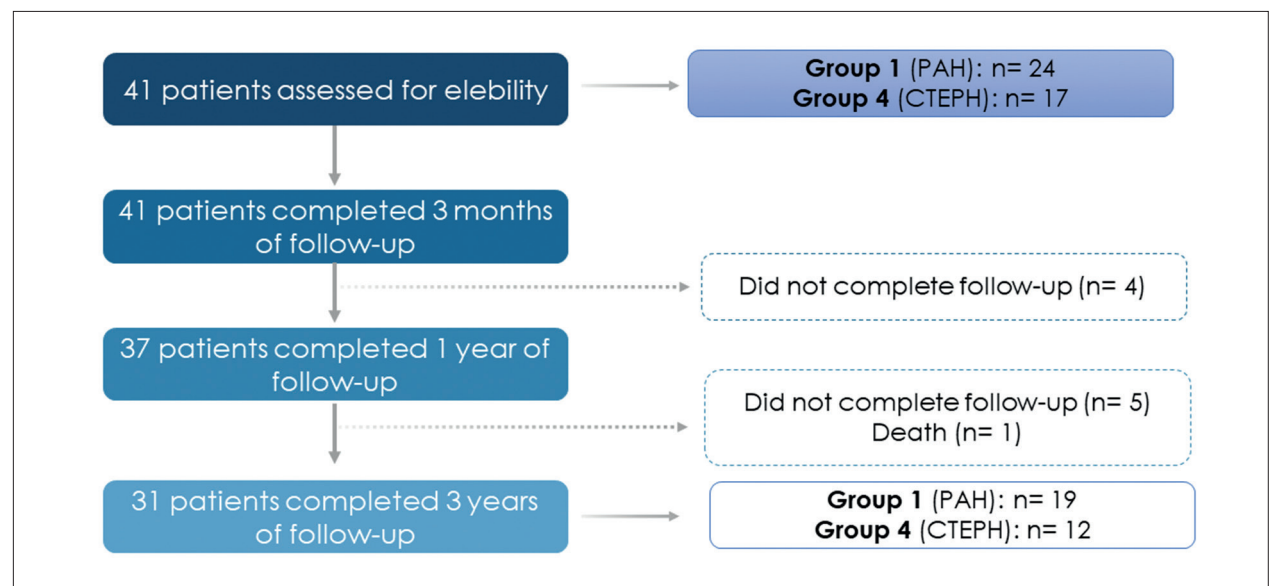 41 patients assessed for elebility
Group 1 (PAH): n= 24
Group 4 (CTEPH): n= 17
41 patients completed 3 months
of follow-up
Did not complete follow-up (n= 4)
37 patients completed 1 year of
follow-up
Did not complete follow-up (n= 5)
Death (n= 1)
31 patients completed 3 years
of follow-up
Group 1 (PAH): n= 19
Group 4 (CTEPH): n= 12